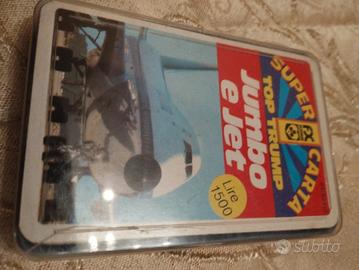 SUPER CARTA
TOP TRUMP
Jumbo
e Jet
Lire
1500
subito